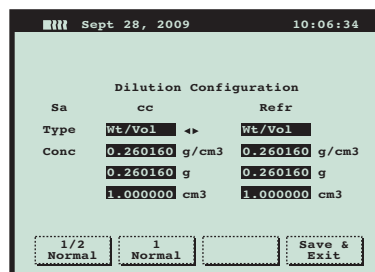 Sept 28, 2009 10:06:34
Dilution Configuration
Sa cc Refr
Type Wt/Vol Wt/Vol
Conc 0.260160 g/cm3 0.260160 g/cm3
0.260160 g 0.260160 g
1.000000 cm3 1.000000 cm3
1/2 Normal 1 Normal Save & Exit